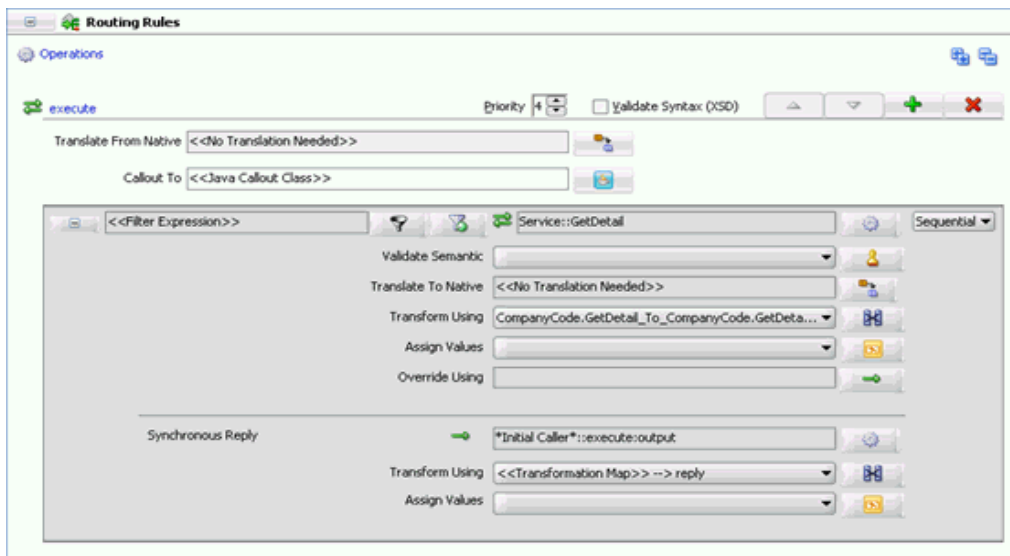 Routing Rules
Operations
execute Priority 4 Validate Syntax (XSD)
Translate From Native <<No Translation Needed>>
Callout To <<Java Callout Class>>
<<Filter Expression>> Service::GetDetail Sequential
Validate Semantic
Translate To Native <<No Translation Needed>>
Transform Using CompanyCode.GetDetail_To_CompanyCode.GetDeta...
Assign Values
Override Using
Synchronous Reply *Initial Caller*::execute:output
Transform Using <<Transformation Map>> --> reply
Assign Values